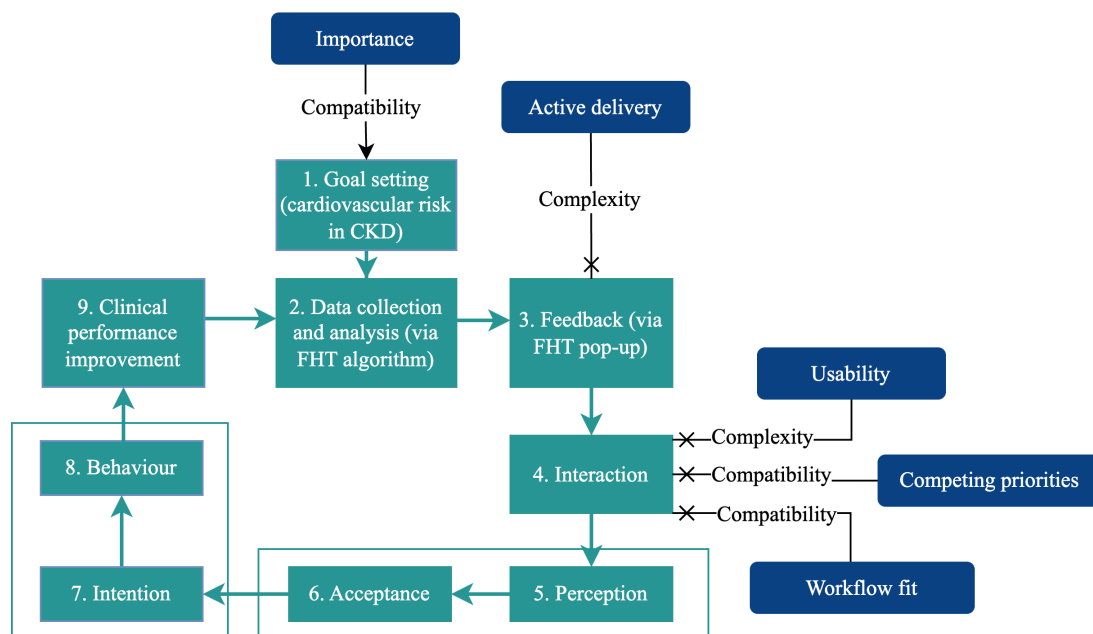 Importance
Compatibility
Active delivery
Complexity
1. Goal setting
(cardiovascular risk
in CKD)
9. Clinical
performance
improvement
2. Data collection
and analysis (via
FHT algorithm)
3. Feedback (via
FHT pop-up)
Usability
Complexity
8. Behaviour
4. Interaction
Compatibility
Competing priorities
Compatibility
7. Intention
6. Acceptance
5. Perception
Workflow fit